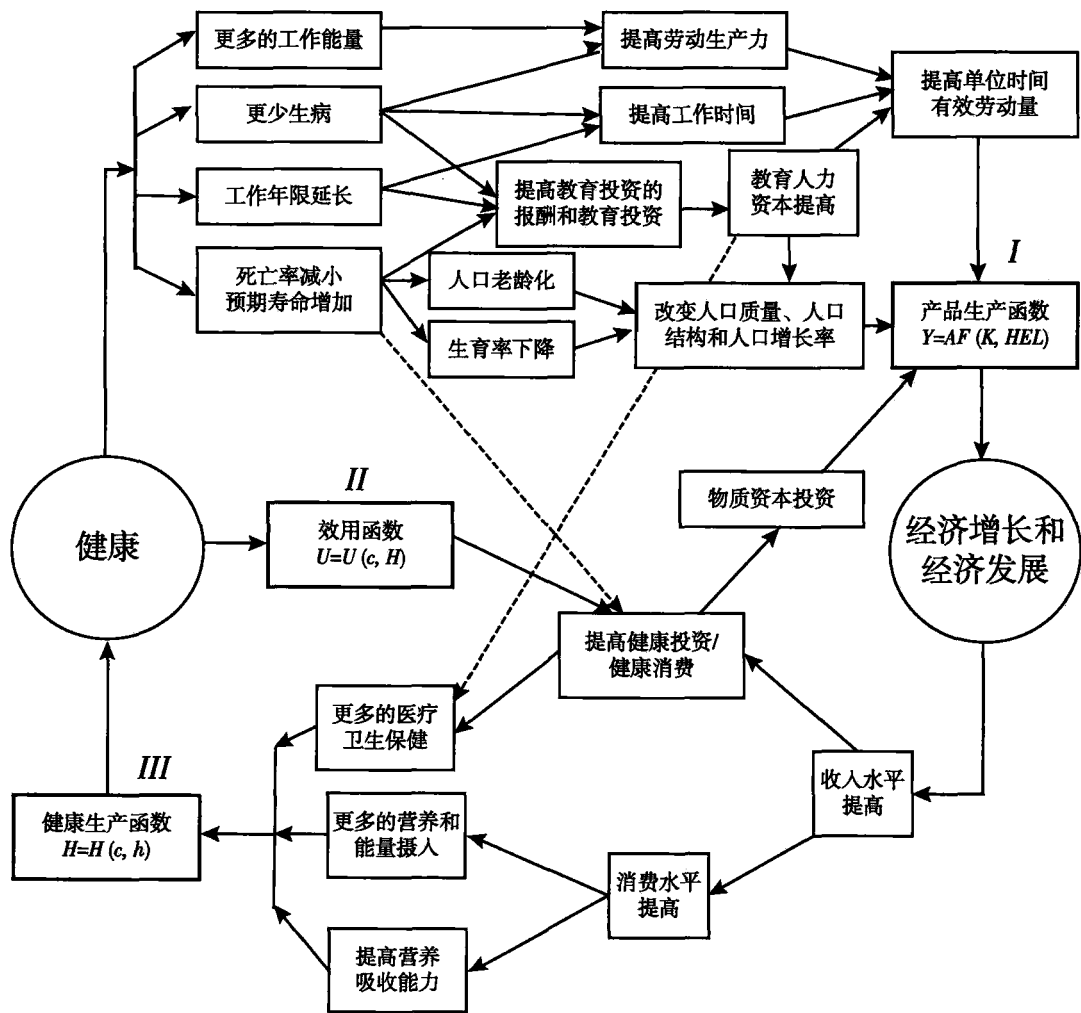 更多的工作能量
提高劳动生产力
提高单位时间
有效劳动量
更少生病
提高工作时间
工作年限延长
提高教育投资的
报酬和教育投资
教育人力
资本提高
死亡率减小
预期寿命增加
人口老龄化
生育率下降
改变人口质量、人口
结构和人口增长率
I
产品生产函数
Y=AF (K, HEL)
健康
II
效用函数
U=U (c, H)
物质资本投资
经济增长和
经济发展
提高健康投资/
健康消费
更多的医疗
卫生保健
收入水平
提高
III
健康生产函数
H=H (c, h)
更多的营养和
能量摄人
消费水平
提高
提高营养
吸收能力